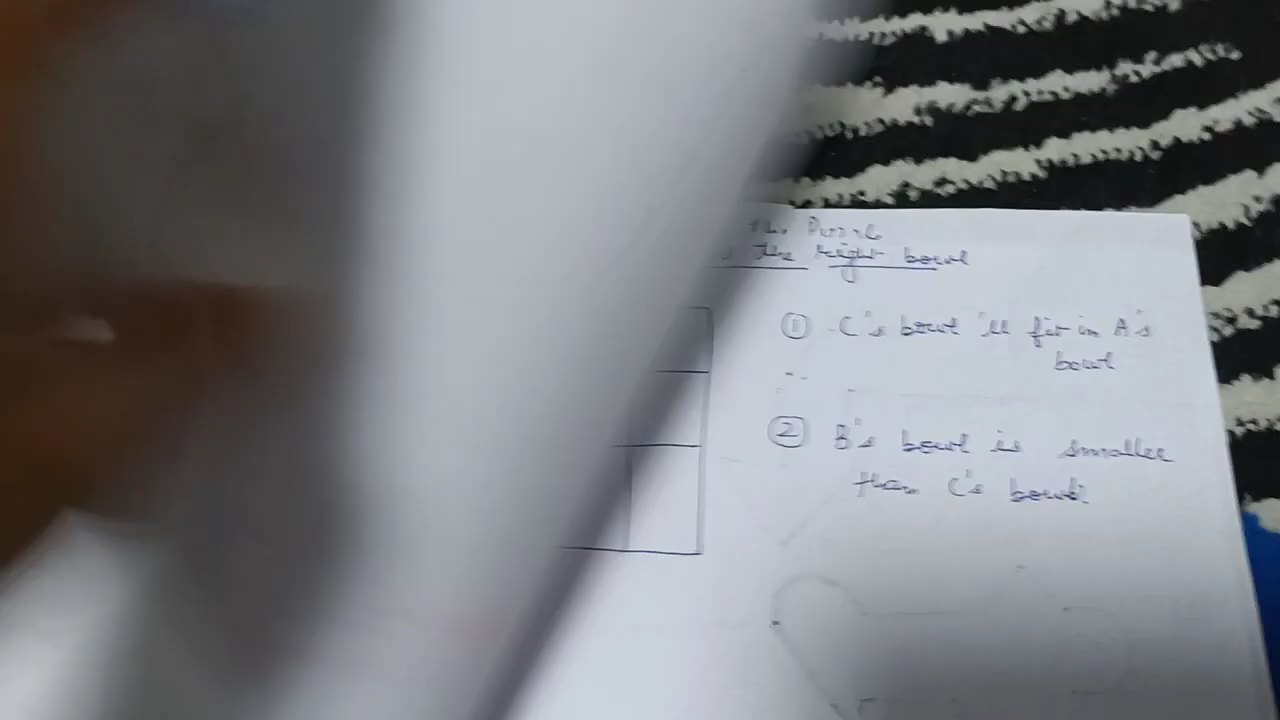 the Puzzle
the right bowl
① C's bowl 'll fit in A's
bowl
② B's bowl is smaller
than C's bowl.